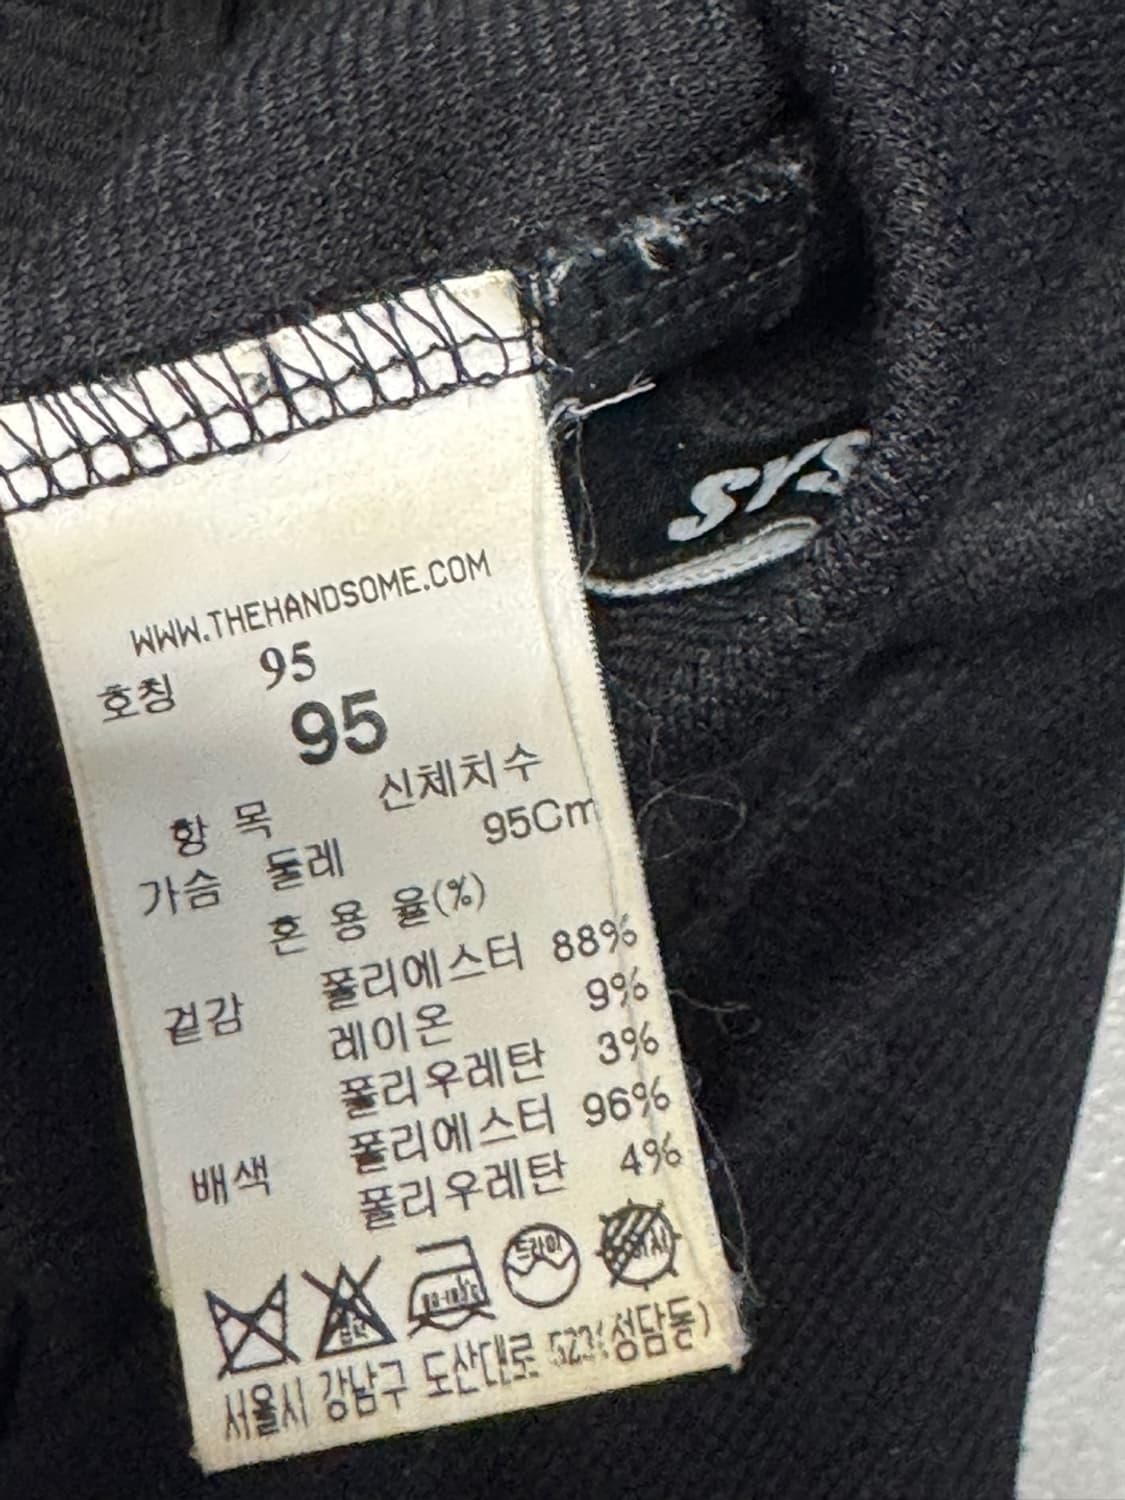 SYS
WWW.THEHANDSOME.COM
호칭 95
95
항 목 신체치수
가슴 둘레 95Cm
혼 용 율(%)
겉감 폴리에스터 88%
레이온 9%
폴리우레탄 3%
배색 폴리에스터 96%
폴리우레탄 4%
드라이
서울시 강남구 도산대로 523(청담동)